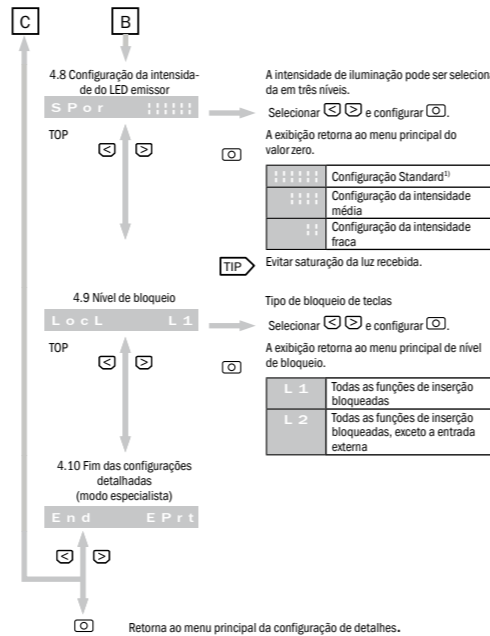 C
B
4.8 Configuração da intensida-
de do LED emissor
SPor
TOP
A intensidade de iluminação pode ser seleciona
da em três níveis.
Selecionar < > e configurar O.
A exibição retorna ao menu principal do
valor zero.
Configuração Standard1)
Configuração da intensidade
média
Configuração da intensidade
fraca
TIP
Evitar saturação da luz recebida.
4.9 Nível de bloqueio
LocL L1
TOP
Tipo de bloqueio de teclas
Selecionar < > e configurar O.
A exibição retorna ao menu principal de nível
de bloqueio.
L 1 Todas as funções de inserção
bloqueadas
L 2 Todas as funções de inserção
bloqueadas, exceto a entrada
externa
4.10 Fim das configurações
detalhadas
(modo especialista)
End EPrt
Retorna ao menu principal da configuração de detalhes.